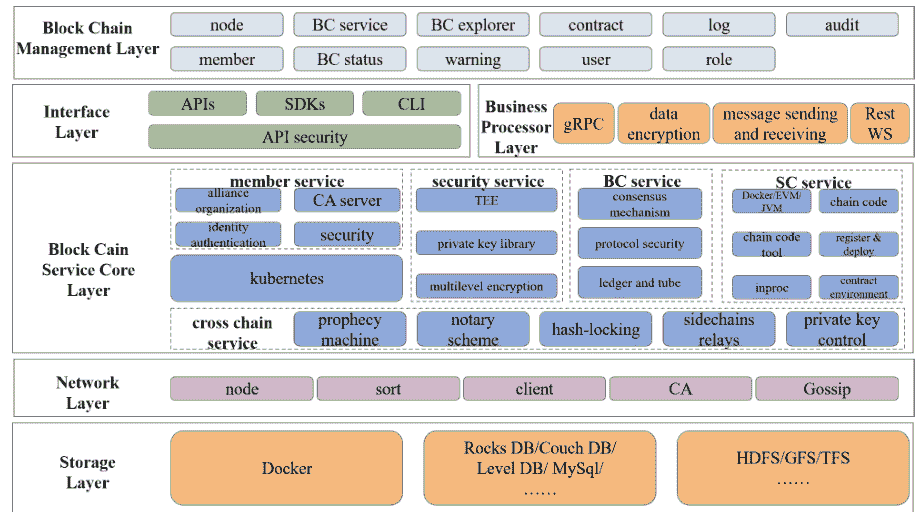 Block Chain
Management Layer
node
BC service
BC explorer
contract
log
audit
member
BC status
warning
user
role
Interface
Layer
APIs
SDKs
CLI
API security
Business
Processor
Layer
gRPC
data
encryption
message sending
and receiving
Rest
WS
Block Cain
Service Core
Layer
member service
alliance
organization
CA server
identity
authentication
security
kubernetes
security service
TEE
private key library
multilevel encryption
BC service
consensus
mechanism
protocol security
ledger and tube
SC service
Docker/EVM/
JVM
chain code
chain code
tool
register &
deploy
inproc
contract
environment
cross chain
service
prophecy
machine
notary
scheme
hash-locking
sidechains
relays
private key
control
Network
Layer
node
sort
client
CA
Gossip
Storage
Layer
Docker
Rocks DB/Couch DB/
Level DB/ MySql/
……
HDFS/GFS/TFS
……